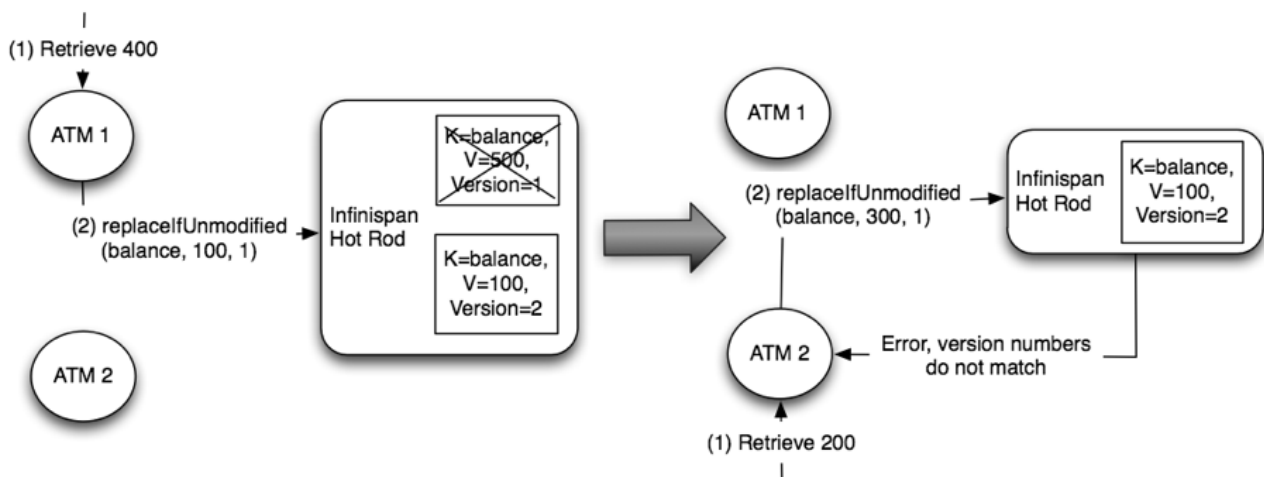 (1) Retrieve 400
ATM 1
(2) replaceIfUnmodified
(balance, 100, 1)
ATM 2
Infinispan
Hot Rod
K=balance,
V=500,
Version=1
K=balance,
V=100,
Version=2
ATM 1
(2) replaceIfUnmodified
(balance, 300, 1)
Infinispan
Hot Rod
K=balance,
V=100,
Version=2
ATM 2
Error, version numbers
do not match
(1) Retrieve 200